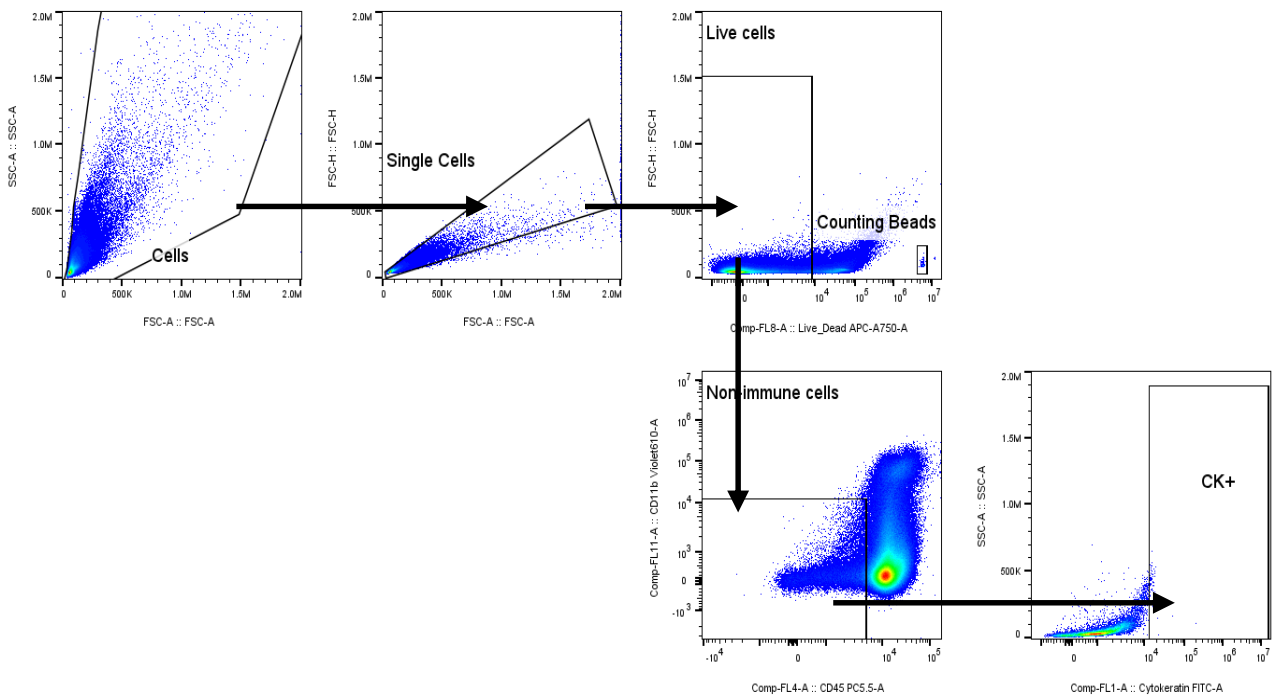 2.0M
1.5M
1.0M
500K
0
SSC-A :: SSC-A
Cells
0 500K 1.0M 1.5M 2.0M
FSC-A :: FSC-A
2.0M
1.5M
1.0M
500K
0
FSC-H :: FSC-H
Single Cells
0 500K 1.0M 1.5M 2.0M
FSC-A :: FSC-A
2.0M
1.5M
1.0M
500K
0
FSC-H :: FSC-H
Live cells
Counting Beads
0 10^4 10^5 10^6 10^7
Comp-FL8-A :: Live_Dead APC-A750-A
10^7
10^6
10^5
10^4
10^3
0
-10^3
Comp-FL11-A :: CD11b Violet610-A
Non-immune cells
-10^4 0 10^4 10^5
Comp-FL4-A :: CD45 PC5.5-A
2.0M
1.5M
1.0M
500K
0
SSC-A :: SSC-A
CK+
0 10^4 10^5 10^6 10^7
Comp-FL1-A :: Cytokeratin FITC-A